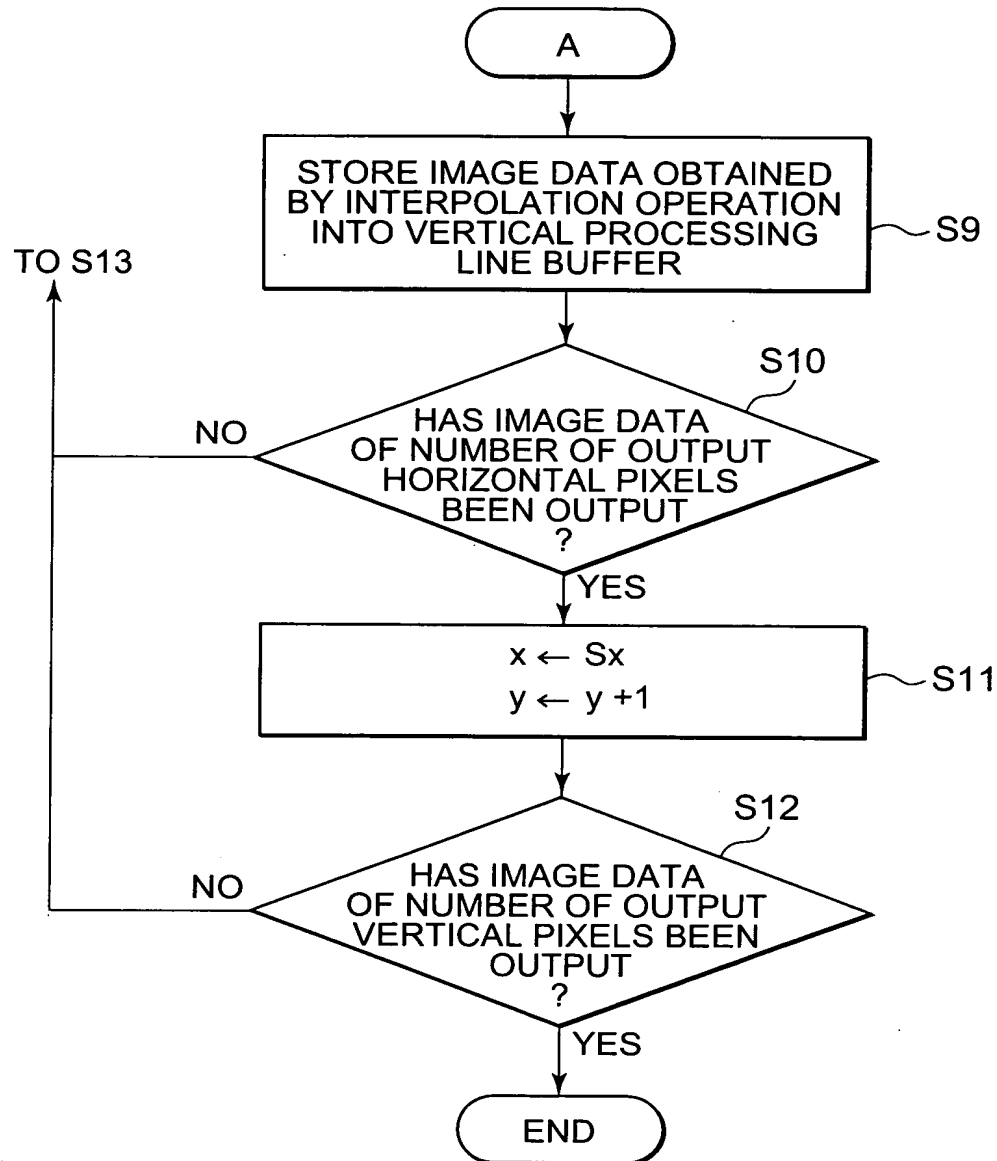 A
STORE IMAGE DATA OBTAINED
BY INTERPOLATION OPERATION
INTO VERTICAL PROCESSING
LINE BUFFER
S9
TO S13
S10
HAS IMAGE DATA
OF NUMBER OF OUTPUT
HORIZONTAL PIXELS
BEEN OUTPUT
?
NO
YES
x ← Sx
y ← y +1
S11
S12
HAS IMAGE DATA
OF NUMBER OF OUTPUT
VERTICAL PIXELS BEEN
OUTPUT
?
NO
YES
END